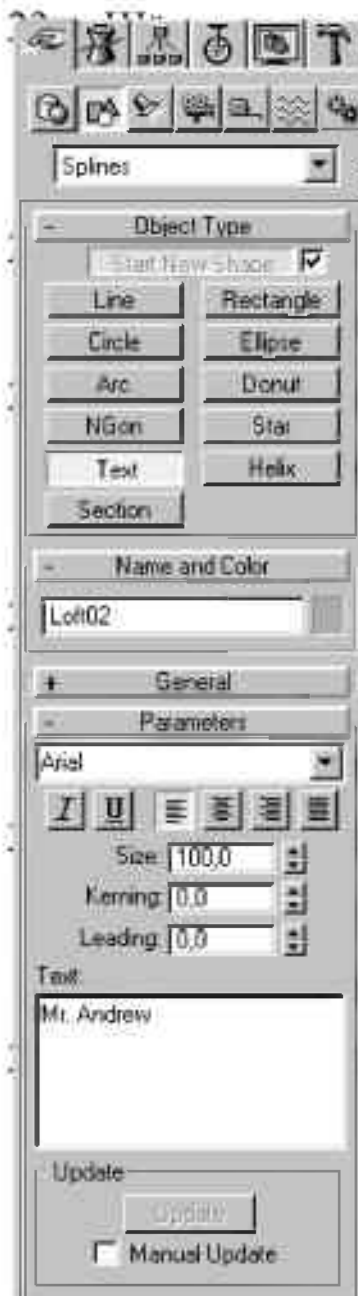 Splines
- Object Type
Start New Shape
Line Rectangle
Circle Ellipse
Arc Donut
NGon Star
Text Helix
Section
- Name and Color
Loft02
+ General
- Parameters
Arial
I U
Size: 100,0
Kerning: 0,0
Leading: 0,0
Text:
Mr. Andrew
Update
Update
Manual Update